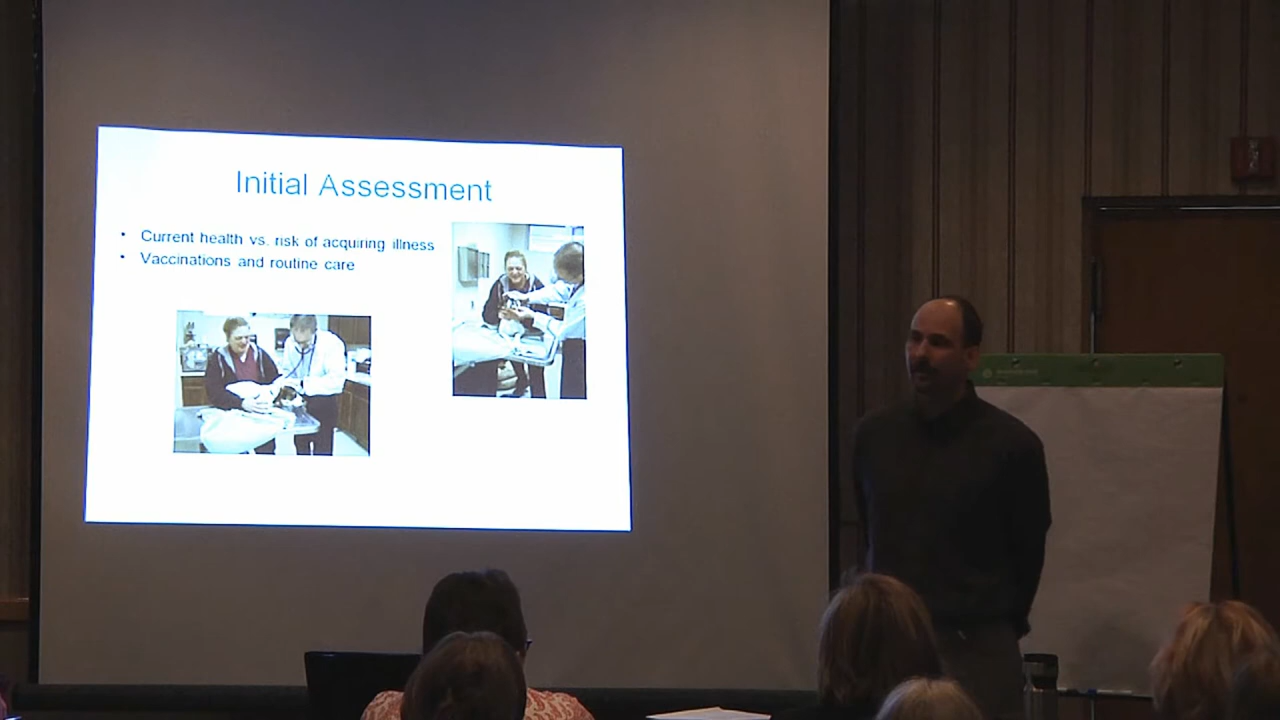 Initial Assessment
• Current health vs. risk of acquiring illness
• Vaccinations and routine care